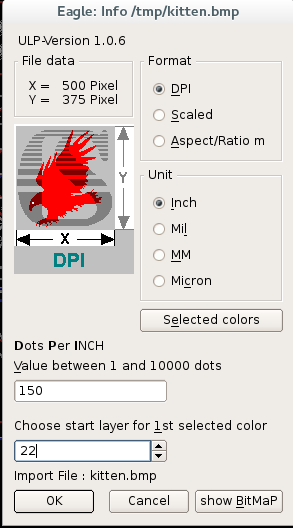 Eagle: Info /tmp/kitten.bmp
ULP-Version 1.0.6
File data
X = 500 Pixel
Y = 375 Pixel
Y
X
DPI
Format
DPI
Scaled
Aspect/Ratio m
Unit
Inch
Mil
MM
Micron
Selected colors
Dots Per INCH
Value between 1 and 10000 dots
150
Choose start layer for 1st selected color
22
Import File : kitten.bmp
OK Cancel show BitMaP